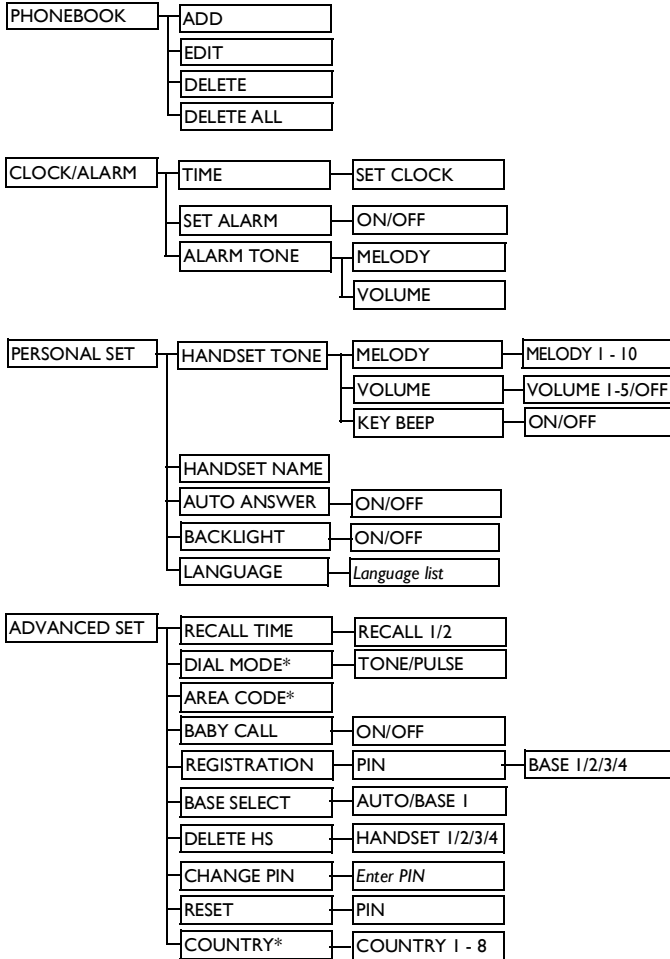 PHONEBOOK ADD
EDIT
DELETE
DELETE ALL
CLOCK/ALARM TIME SET CLOCK
SET ALARM ON/OFF
ALARM TONE MELODY
VOLUME
PERSONAL SET HANDSET TONE MELODY MELODY 1 - 10
VOLUME VOLUME 1-5/OFF
KEY BEEP ON/OFF
HANDSET NAME
AUTO ANSWER ON/OFF
BACKLIGHT ON/OFF
LANGUAGE Language list
ADVANCED SET RECALL TIME RECALL 1/2
DIAL MODE* TONE/PULSE
AREA CODE*
BABY CALL ON/OFF
REGISTRATION PIN BASE 1/2/3/4
BASE SELECT AUTO/BASE 1
DELETE HS HANDSET 1/2/3/4
CHANGE PIN Enter PIN
RESET PIN
COUNTRY* COUNTRY 1 - 8